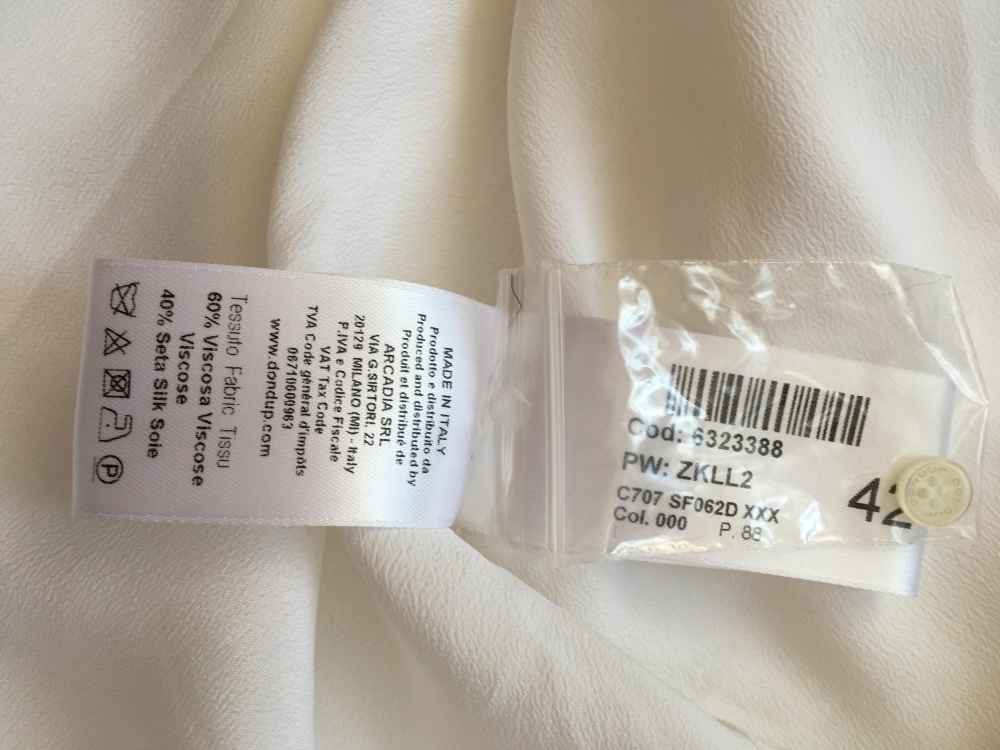 MADE IN ITALY
Prodotto e distribuito da
Produced and distributed by
Produit et distribué de
ARCADIA SRL
VIA G.SIRTORI, 22
20129 MILANO (MI) - Italy
P.IVA e Codice Fiscale
VAT Tax Code
TVA Code général d'impôts
06710600963
www.dondup.com
Tessuto Fabric Tissu
60% Viscosa Viscose
Viscose
40% Seta Silk Soie
P
Cod: 6323388
PW: ZKLL2
C707 SF062D XXX
Col. 000 P. 88
42